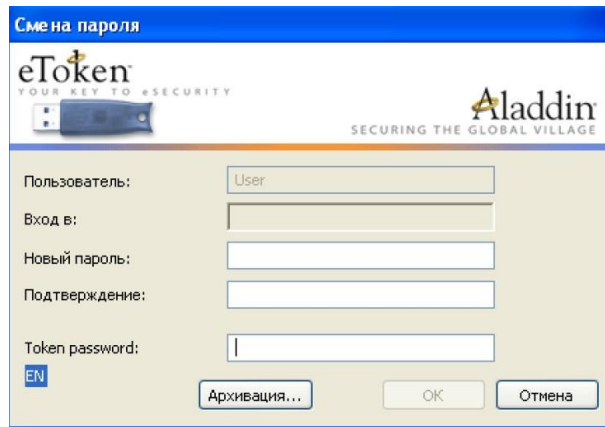 Смена пароля
eToken
YOUR KEY TO eSECURITY
Aladdin
SECURING THE GLOBAL VILLAGE
Пользователь: User
Вход в:
Новый пароль:
Подтверждение:
Token password:
EN
Архивация... OK Отмена